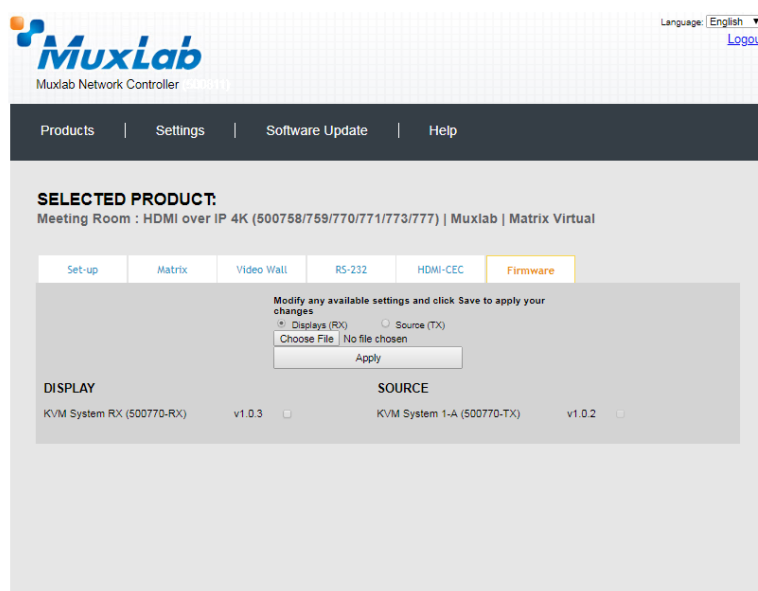 Language: English
Logou
MuxLab
Muxlab Network Controller (500811)
Products | Settings | Software Update | Help
SELECTED PRODUCT:
Meeting Room : HDMI over IP 4K (500758/759/770/771/773/777) | Muxlab | Matrix Virtual
Set-up Matrix Video Wall RS-232 HDMI-CEC Firmware
Modify any available settings and click Save to apply your
changes
Displays (RX) Source (TX)
Choose File No file chosen
Apply
DISPLAY SOURCE
KVM System RX (500770-RX) v1.0.3 KVM System 1-A (500770-TX) v1.0.2